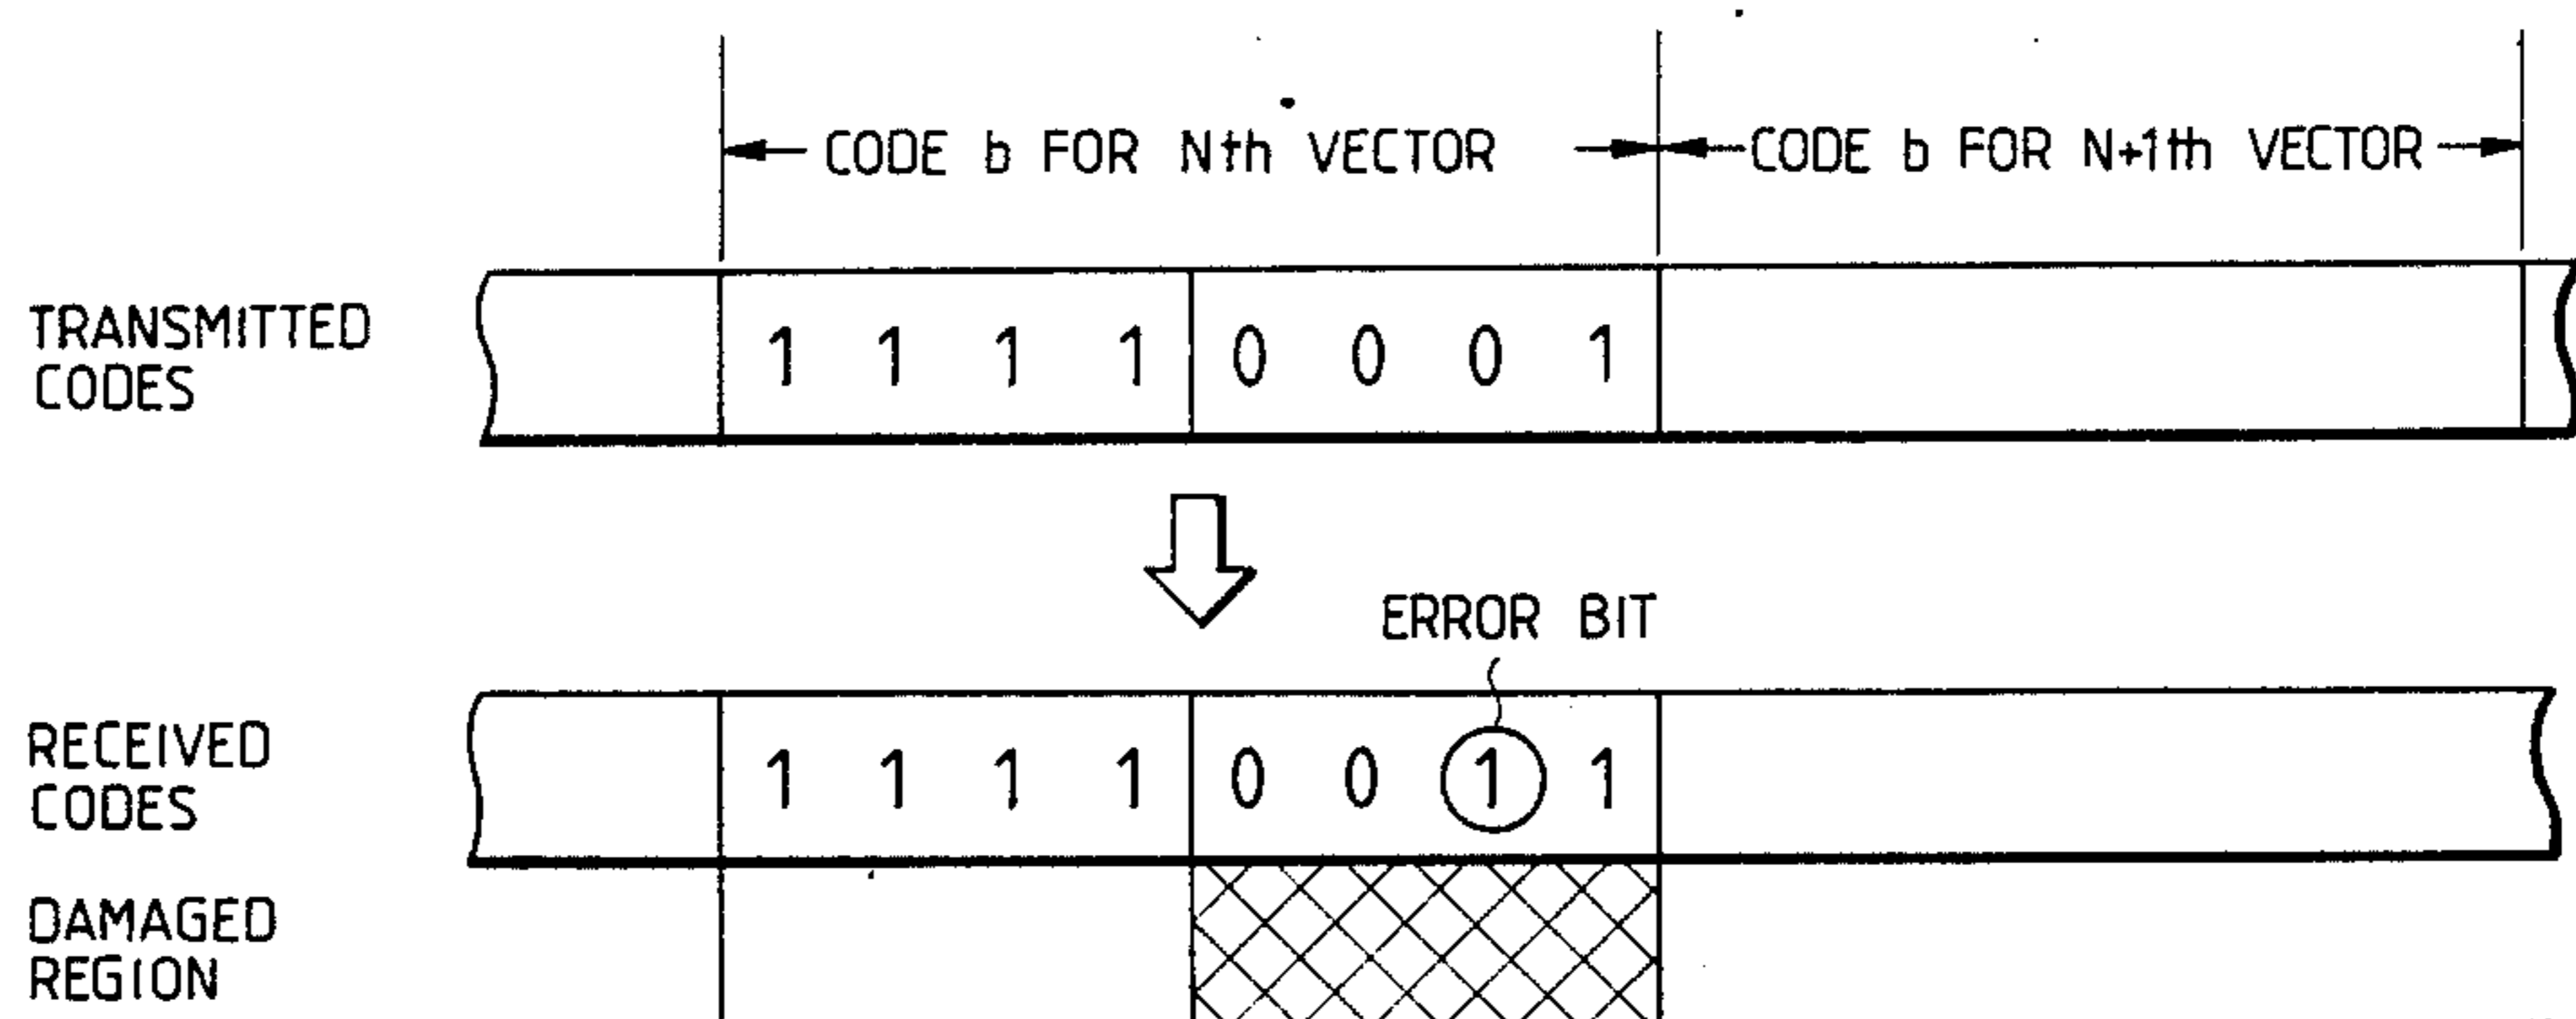 CODE b FOR Nth VECTOR CODE b FOR N+1th VECTOR
TRANSMITTED
CODES
1 1 1 1 0 0 0 1
ERROR BIT
RECEIVED
CODES
1 1 1 1 0 0 1 1
DAMAGED
REGION